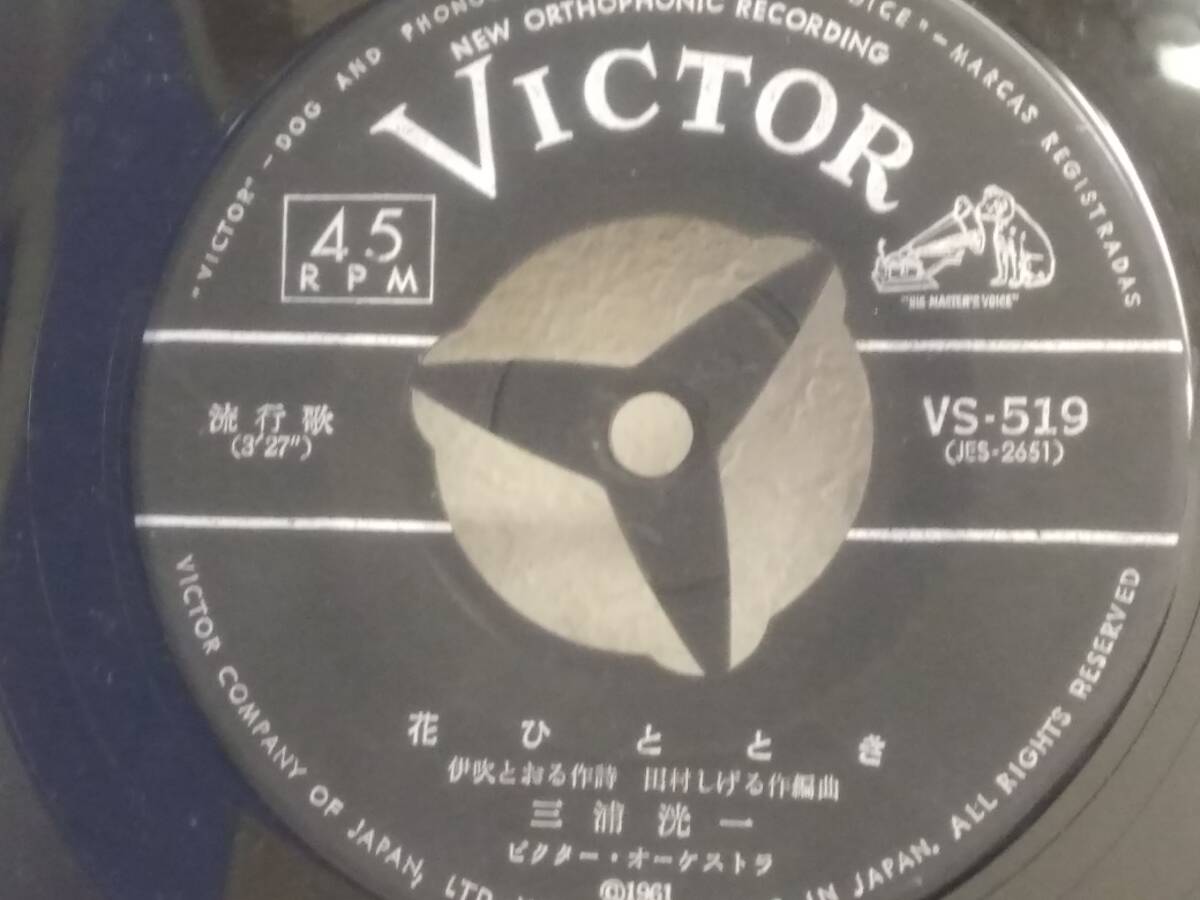 "VICTOR" – DOG AND PHONO
OICE" – MARCAS REGISTRADAS
NEW ORTHOPHONIC RECORDING
VICTOR
45
RPM
"HIS MASTER'S VOICE"
流行歌
(3'27")
VS-519
(JES-2651)
花ひととき
伊吹とおる作詩 田村しげる作編曲
三浦洸一
ビクター・オーケストラ
©1961
VICTOR COMPANY OF JAPAN, LTD.
IN JAPAN. ALL RIGHTS RESERVED